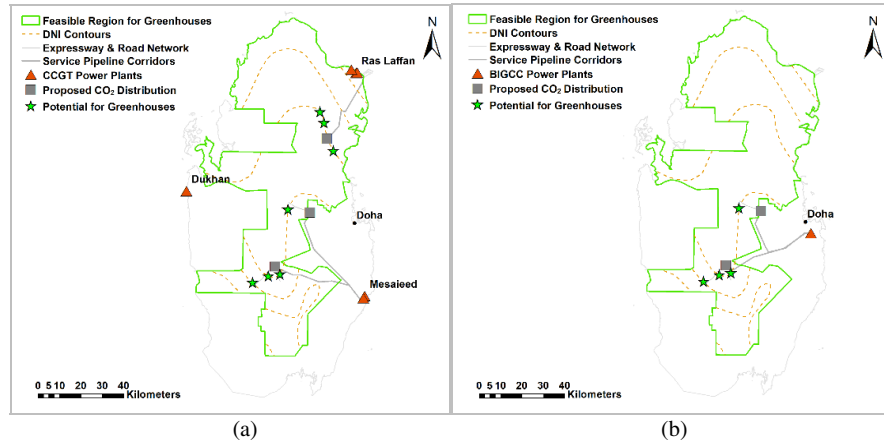 Feasible Region for Greenhouses
DNI Contours
Expressway & Road Network
Service Pipeline Corridors
CCGT Power Plants
Proposed CO₂ Distribution
Potential for Greenhouses
N
Ras Laffan
Dukhan
Doha
Mesaieed
0 5 10 20 30 40
Kilometers
(a)
Feasible Region for Greenhouses
DNI Contours
Expressway & Road Network
Service Pipeline Corridors
BIGCC Power Plants
Proposed CO₂ Distribution
Potential for Greenhouses
N
Doha
0 5 10 20 30 40
Kilometers
(b)